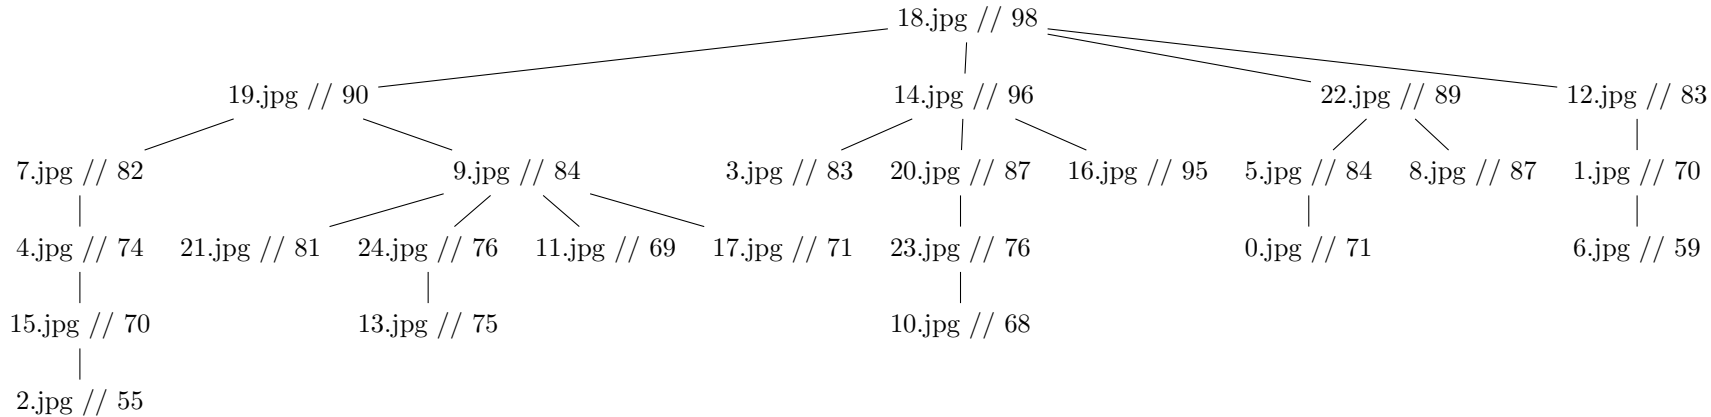 18.jpg // 98
19.jpg // 90
14.jpg // 96
22.jpg // 89
12.jpg // 83
7.jpg // 82
9.jpg // 84
3.jpg // 83
20.jpg // 87
16.jpg // 95
5.jpg // 84
8.jpg // 87
1.jpg // 70
4.jpg // 74
21.jpg // 81
24.jpg // 76
11.jpg // 69
17.jpg // 71
23.jpg // 76
0.jpg // 71
6.jpg // 59
15.jpg // 70
13.jpg // 75
10.jpg // 68
2.jpg // 55